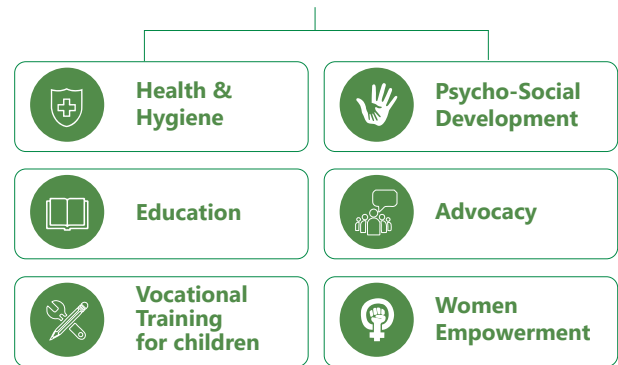 Health &
Hygiene
Psycho-Social
Development
Education
Advocacy
Vocational
Training
for children
Women
Empowerment